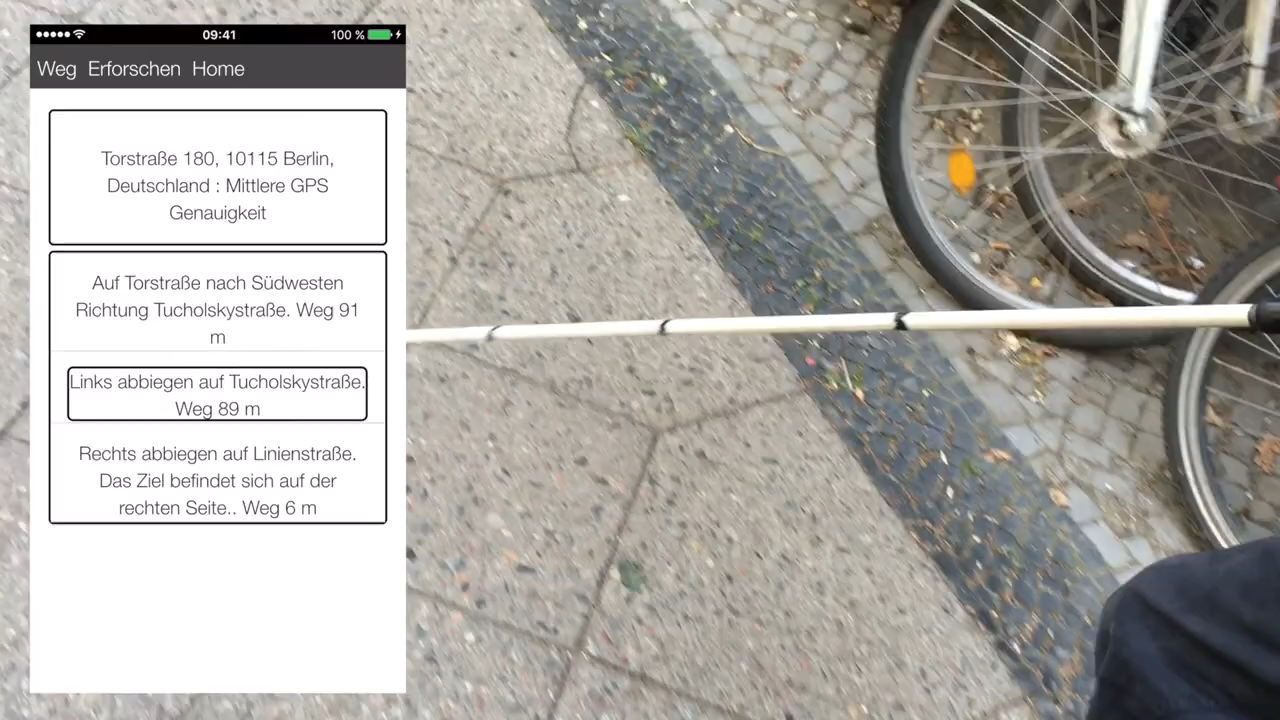 09:41
100 %
Weg Erforschen Home
Torstraße 180, 10115 Berlin,
Deutschland : Mittlere GPS
Genauigkeit
Auf Torstraße nach Südwesten
Richtung Tucholskystraße. Weg 91
m
Links abbiegen auf Tucholskystraße.
Weg 89 m
Rechts abbiegen auf Linienstraße.
Das Ziel befindet sich auf der
rechten Seite.. Weg 6 m